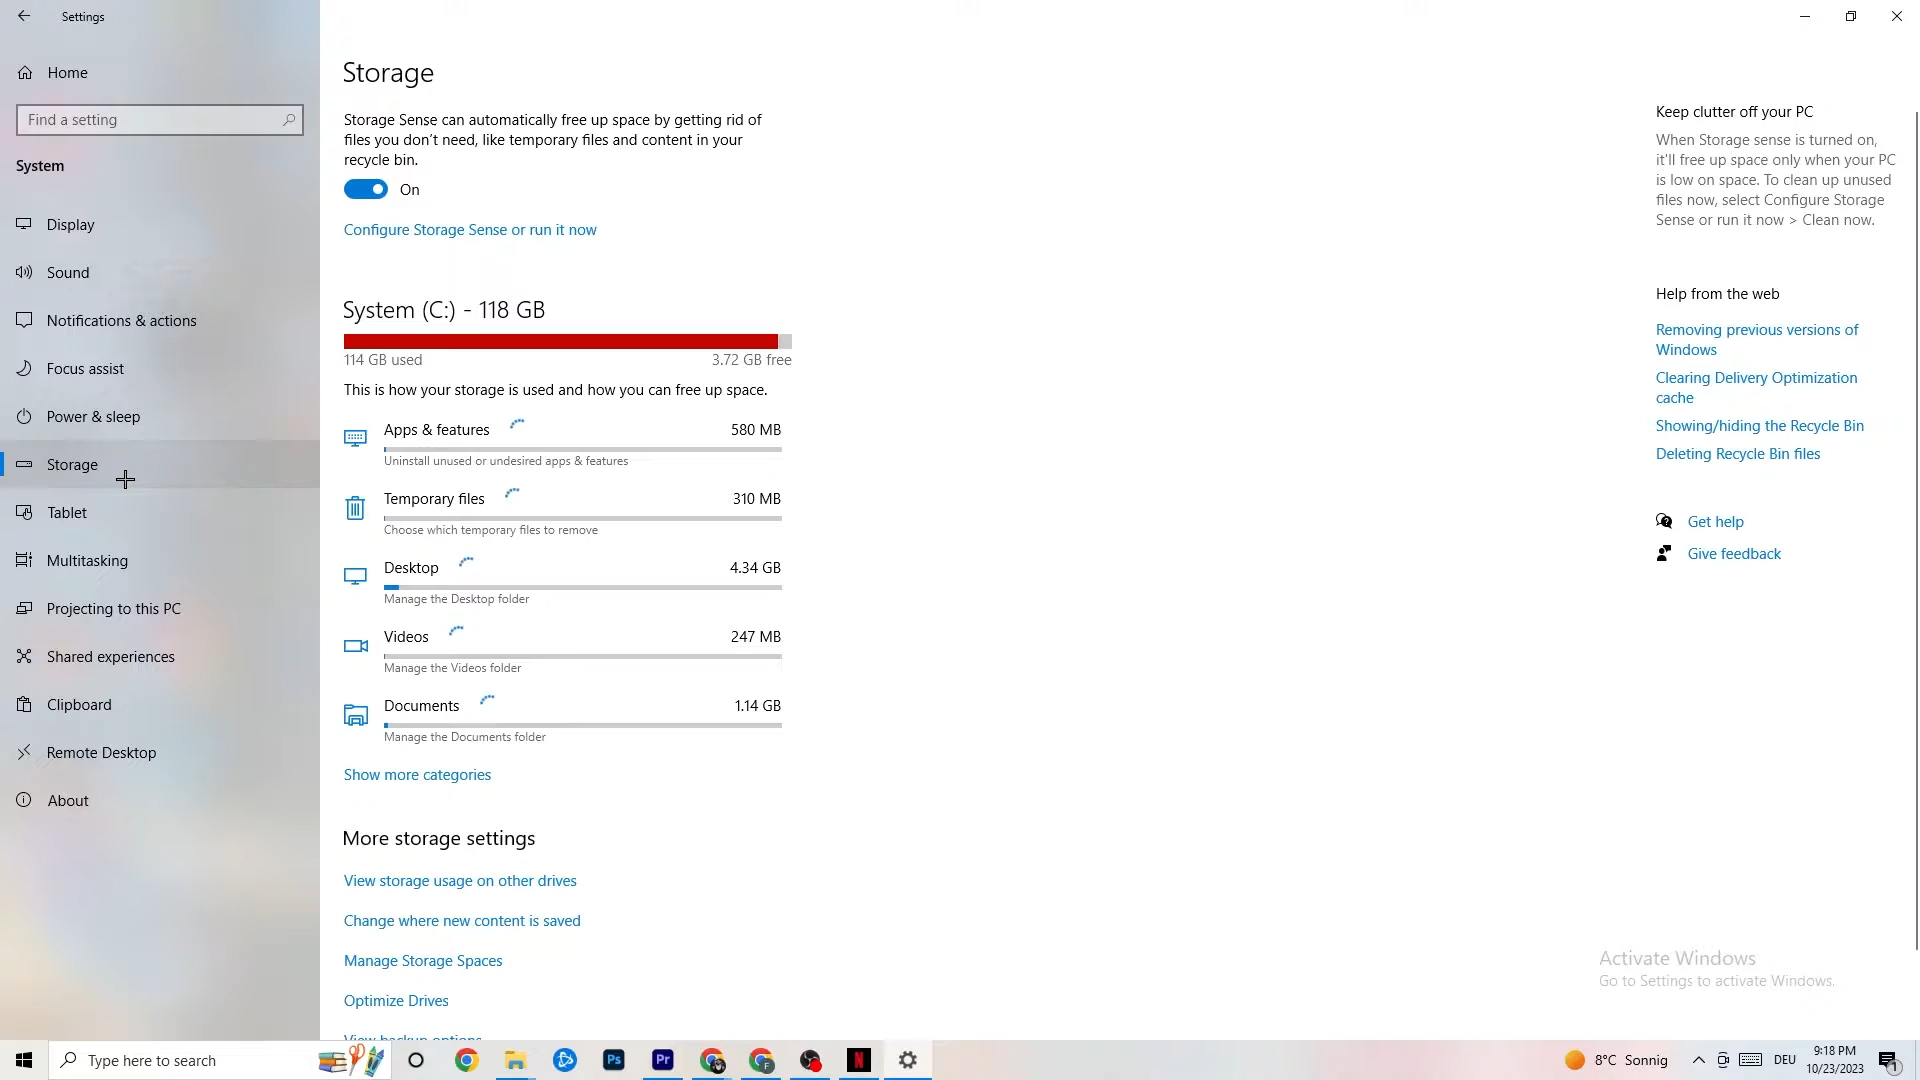 Settings
Home
Find a setting
System
Display
Sound
Notifications & actions
Focus assist
Power & sleep
Storage
Tablet
Multitasking
Projecting to this PC
Shared experiences
Clipboard
Remote Desktop
About
Storage
Storage Sense can automatically free up space by getting rid of
files you don’t need, like temporary files and content in your
recycle bin.
On
Configure Storage Sense or run it now
System (C:) - 118 GB
114 GB used 3.72 GB free
This is how your storage is used and how you can free up space.
Apps & features 580 MB
Uninstall unused or undesired apps & features
Temporary files 310 MB
Choose which temporary files to remove
Desktop 4.34 GB
Manage the Desktop folder
Videos 247 MB
Manage the Videos folder
Documents 1.14 GB
Manage the Documents folder
Show more categories
More storage settings
View storage usage on other drives
Change where new content is saved
Manage Storage Spaces
Optimize Drives
View backup options
Keep clutter off your PC
When Storage sense is turned on,
it'll free up space only when your PC
is low on space. To clean up unused
files now, select Configure Storage
Sense or run it now > Clean now.
Help from the web
Removing previous versions of
Windows
Clearing Delivery Optimization
cache
Showing/hiding the Recycle Bin
Deleting Recycle Bin files
Get help
Give feedback
Activate Windows
Go to Settings to activate Windows.
Type here to search
Ps
Pr
F
N
8°C Sonnig
DEU
9:18 PM
10/23/2023
1